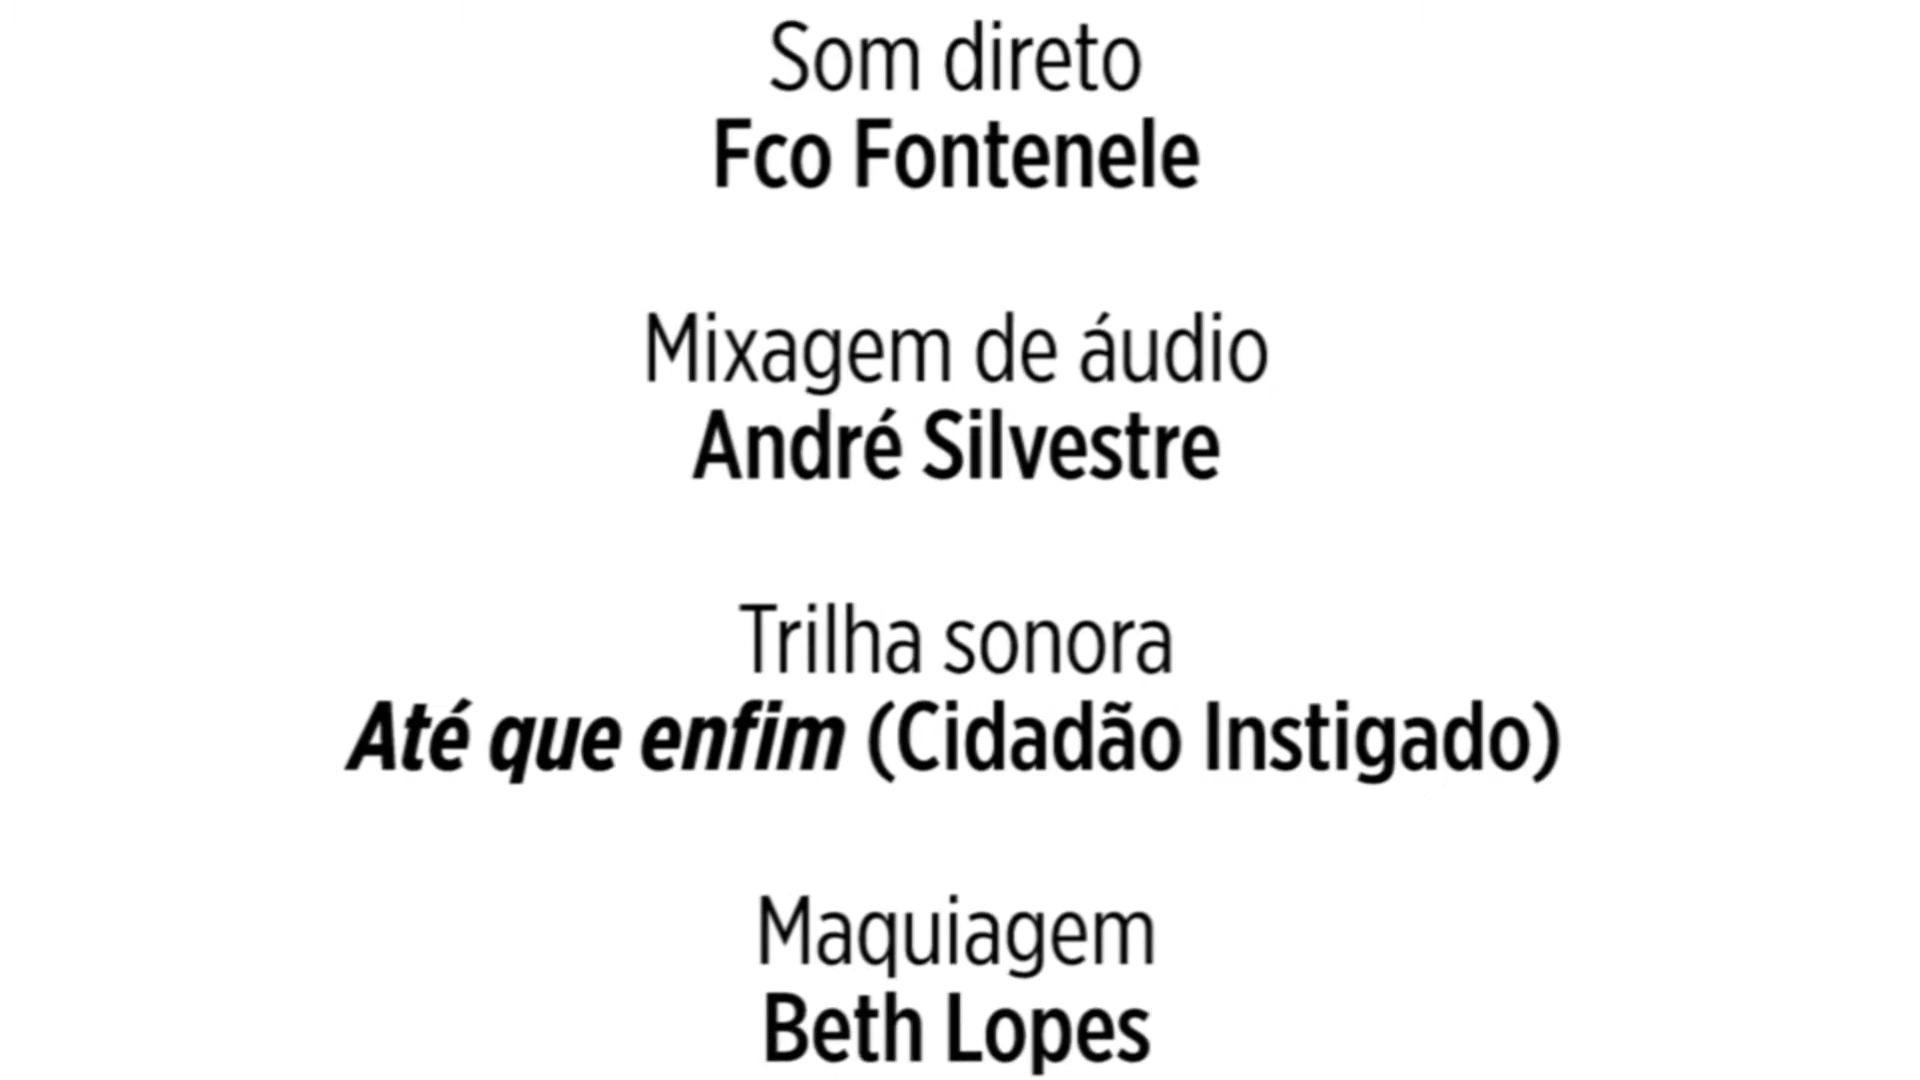 Som direto
Fco Fontenele
Mixagem de áudio
André Silvestre
Trilha sonora
Até que enfim (Cidadão Instigado)
Maquiagem
Beth Lopes